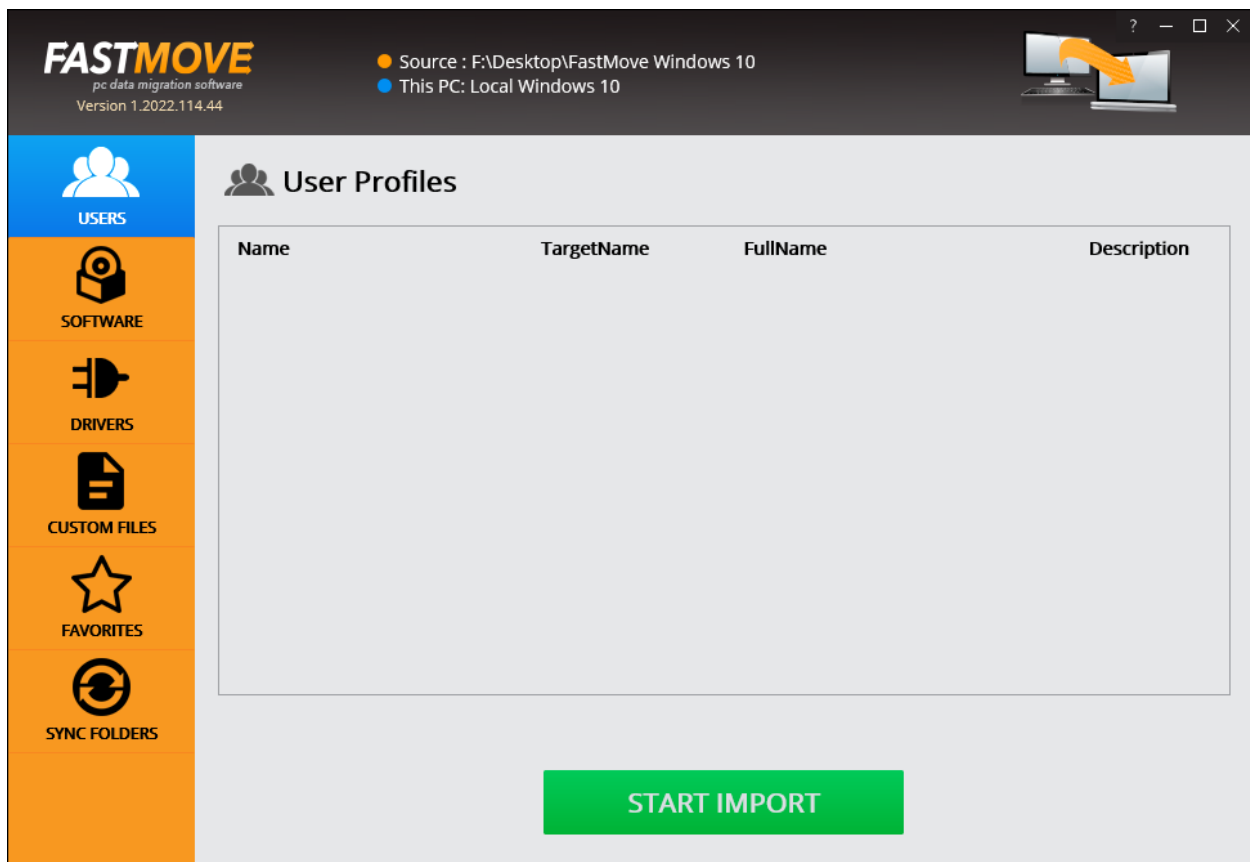 FASTMOVE
pc data migration software
Version 1.2022.114.44
Source : F:\Desktop\FastMove Windows 10
This PC: Local Windows 10
?
USERS
SOFTWARE
DRIVERS
CUSTOM FILES
FAVORITES
SYNC FOLDERS
User Profiles
Name TargetName FullName Description
START IMPORT